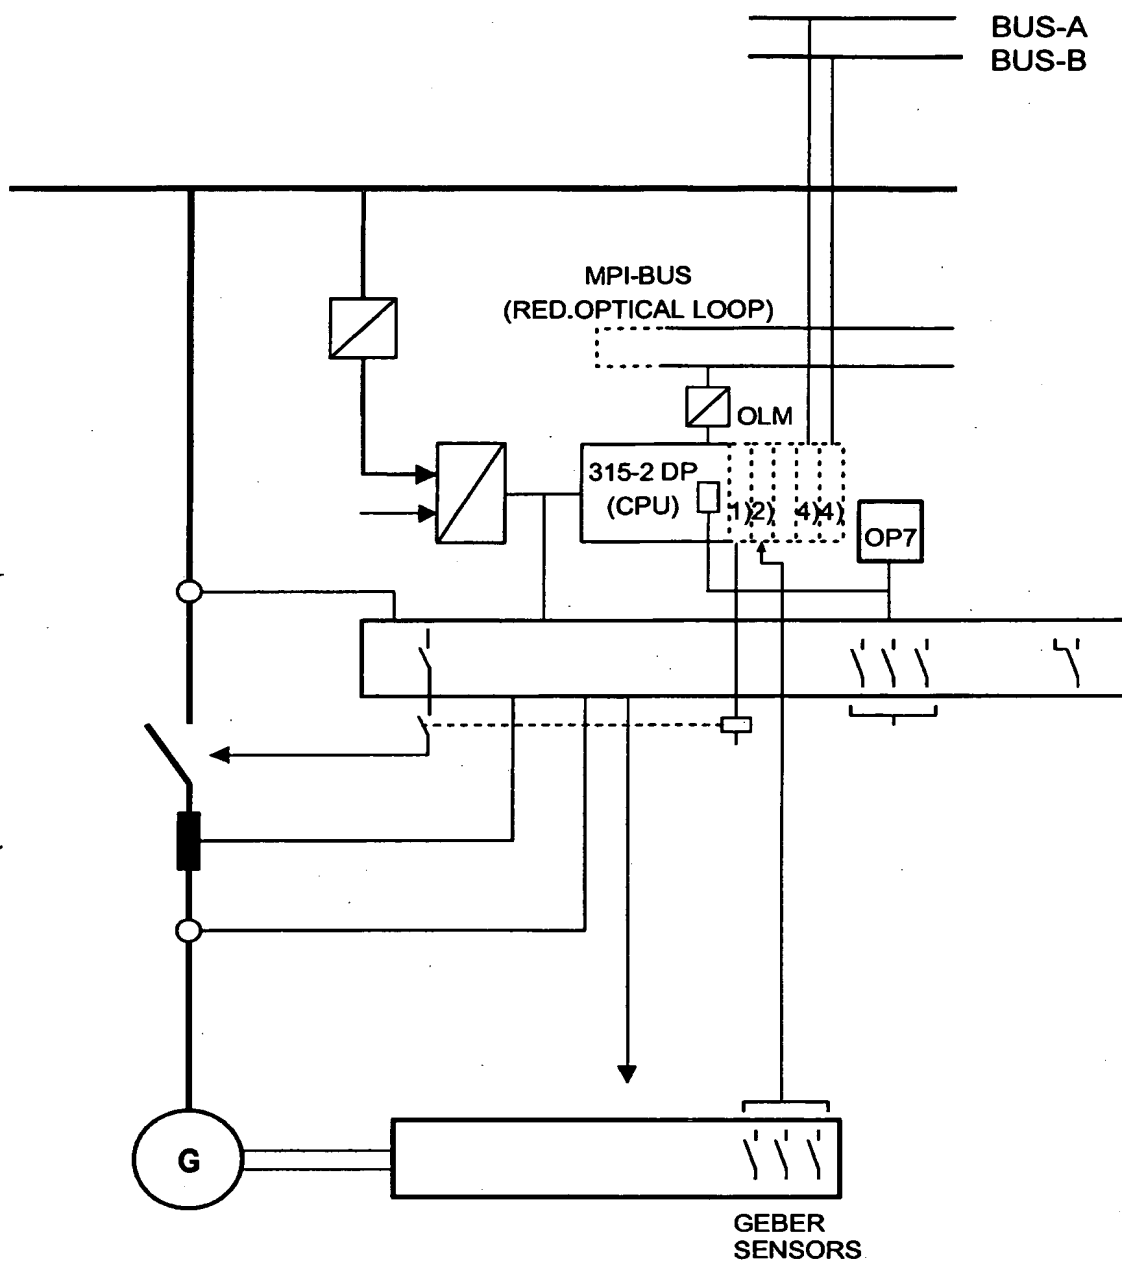 BUS-A
BUS-B
MPI-BUS
(RED.OPTICAL LOOP)
OLM
315-2 DP
(CPU)
1)2) 4)4)
OP7
G
GEBER
SENSORS